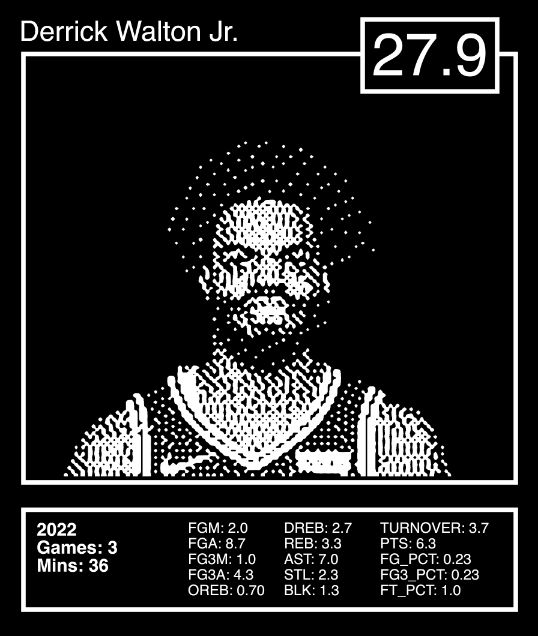 Derrick Walton Jr.
27.9
2022
Games: 3
Mins: 36
FGM: 2.0
FGA: 8.7
FG3M: 1.0
FG3A: 4.3
OREB: 0.70
DREB: 2.7
REB: 3.3
AST: 7.0
STL: 2.3
BLK: 1.3
TURNOVER: 3.7
PTS: 6.3
FG_PCT: 0.23
FG3_PCT: 0.23
FT_PCT: 1.0